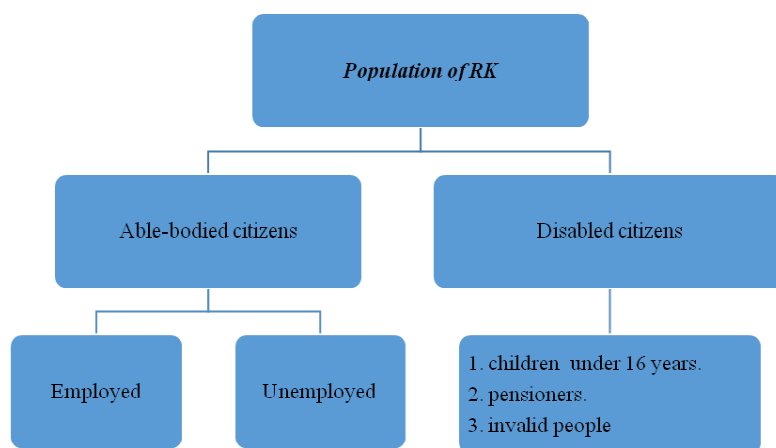 Population of RK
Able-bodied citizens
Disabled citizens
Employed
Unemployed
1. children under 16 years.
2. pensioners.
3. invalid people